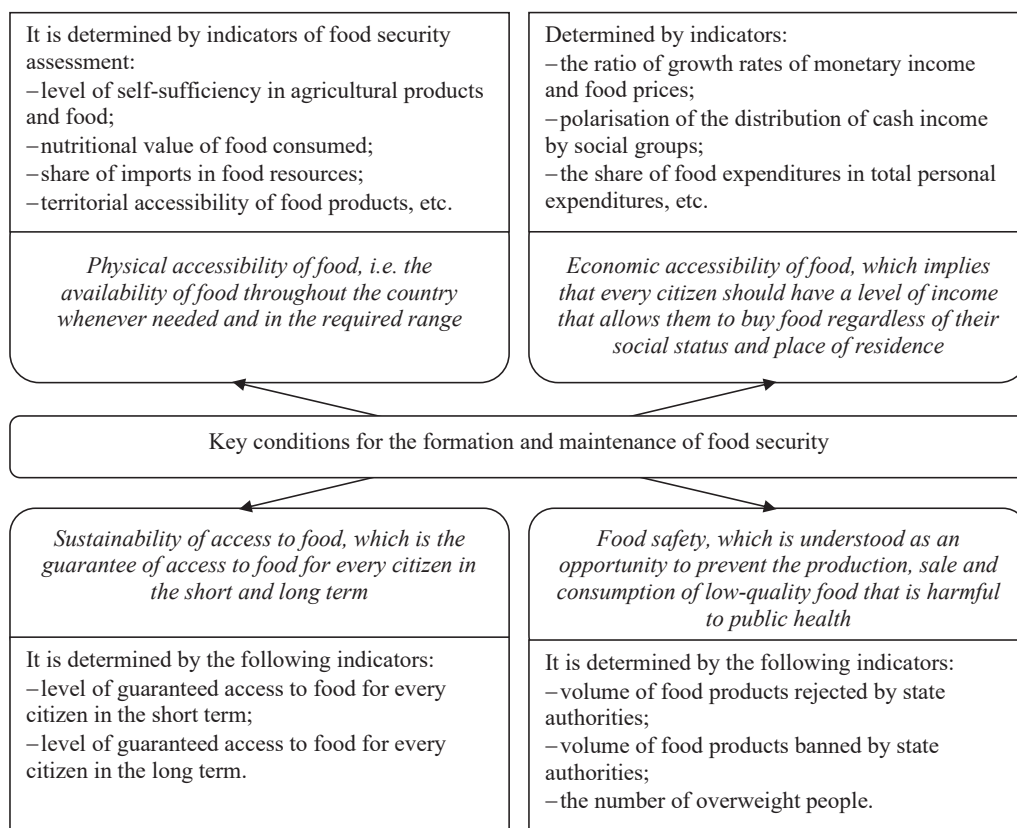 It is determined by indicators of food security
assessment:
–level of self-sufficiency in agricultural products
and food;
–nutritional value of food consumed;
–share of imports in food resources;
–territorial accessibility of food products, etc.
Physical accessibility of food, i.e. the
availability of food throughout the country
whenever needed and in the required range
Determined by indicators:
–the ratio of growth rates of monetary income
and food prices;
–polarisation of the distribution of cash income
by social groups;
–the share of food expenditures in total personal
expenditures, etc.
Economic accessibility of food, which implies
that every citizen should have a level of income
that allows them to buy food regardless of their
social status and place of residence
Key conditions for the formation and maintenance of food security
Sustainability of access to food, which is the
guarantee of access to food for every citizen in
the short and long term
It is determined by the following indicators:
–level of guaranteed access to food for every
citizen in the short term;
–level of guaranteed access to food for every
citizen in the long term.
Food safety, which is understood as an
opportunity to prevent the production, sale and
consumption of low-quality food that is harmful
to public health
It is determined by the following indicators:
–volume of food products rejected by state
authorities;
–volume of food products banned by state
authorities;
–the number of overweight people.